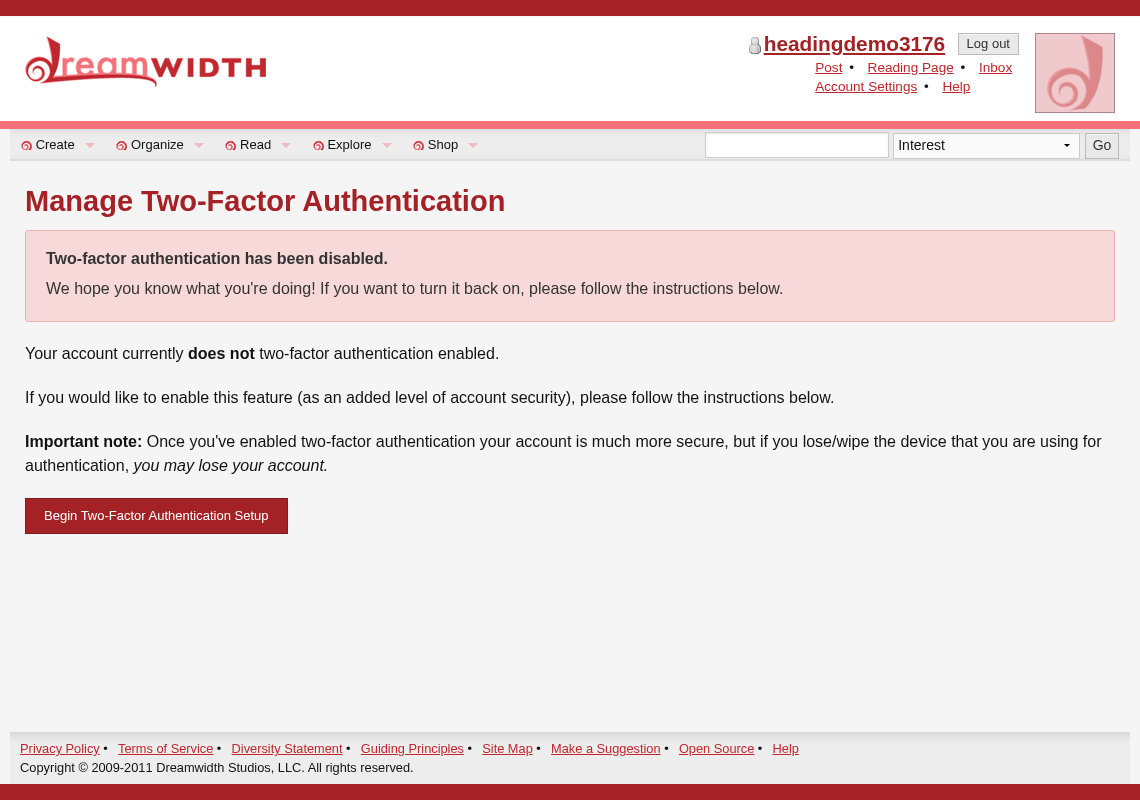 dreamWIDTH
headingdemo3176 Log out
Post • Reading Page • Inbox
Account Settings • Help
Create Organize Read Explore Shop Interest Go
Manage Two-Factor Authentication
Two-factor authentication has been disabled.
We hope you know what you're doing! If you want to turn it back on, please follow the instructions below.
Your account currently does not two-factor authentication enabled.
If you would like to enable this feature (as an added level of account security), please follow the instructions below.
Important note: Once you've enabled two-factor authentication your account is much more secure, but if you lose/wipe the device that you are using for
authentication, you may lose your account.
Begin Two-Factor Authentication Setup
Privacy Policy • Terms of Service • Diversity Statement • Guiding Principles • Site Map • Make a Suggestion • Open Source • Help
Copyright © 2009-2011 Dreamwidth Studios, LLC. All rights reserved.